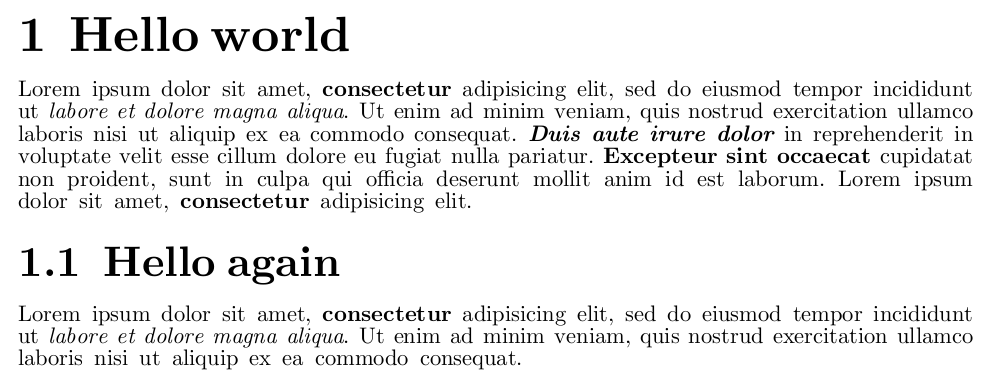 1 Hello world
Lorem ipsum dolor sit amet, consectetur adipisicing elit, sed do eiusmod tempor incididunt
ut labore et dolore magna aliqua. Ut enim ad minim veniam, quis nostrud exercitation ullamco
laboris nisi ut aliquip ex ea commodo consequat. Duis aute irure dolor in reprehenderit in
voluptate velit esse cillum dolore eu fugiat nulla pariatur. Excepteur sint occaecat cupidatat
non proident, sunt in culpa qui officia deserunt mollit anim id est laborum. Lorem ipsum
dolor sit amet, consectetur adipisicing elit.
1.1 Hello again
Lorem ipsum dolor sit amet, consectetur adipisicing elit, sed do eiusmod tempor incididunt
ut labore et dolore magna aliqua. Ut enim ad minim veniam, quis nostrud exercitation ullamco
laboris nisi ut aliquip ex ea commodo consequat.